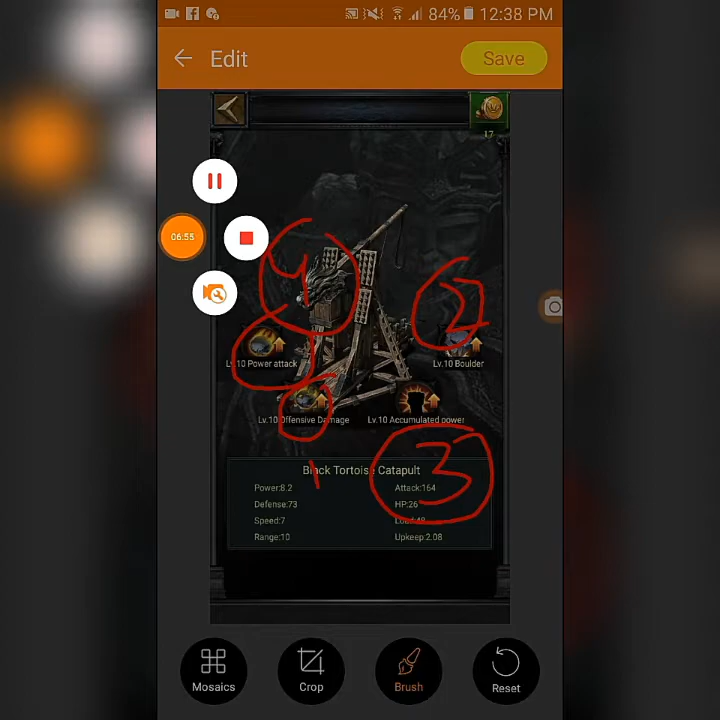 84% 12:38 PM
Edit
Save
17
06:55
4
2
Lv.10 Power attack
Lv.10 Boulder
Lv.10 Offensive Damage
Lv.10 Accumulated power
1
3
Black Tortoise Catapult
Power:8.2
Attack:164
Defense:73
HP:26
Speed:7
Load:48
Range:10
Upkeep:2.08
Mosaics
Crop
Brush
Reset